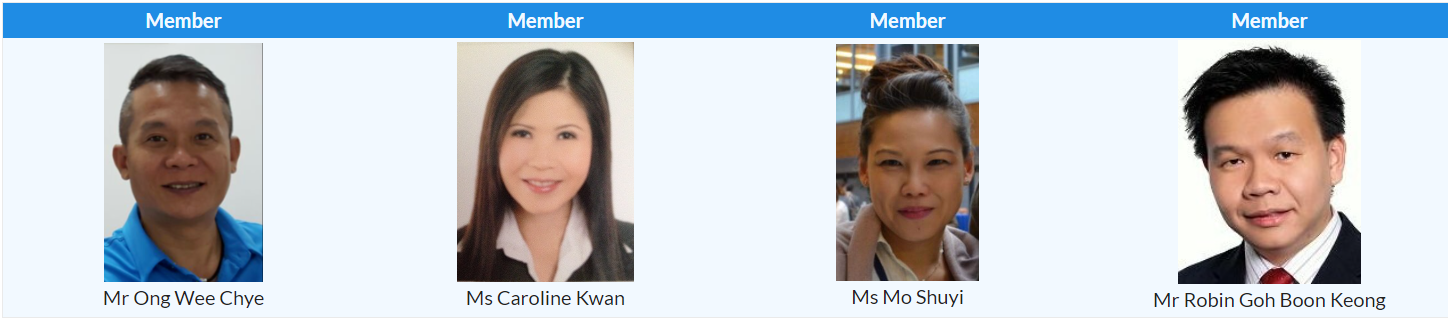 Member Member Member Member
Mr Ong Wee Chye Ms Caroline Kwan Ms Mo Shuyi Mr Robin Goh Boon Keong